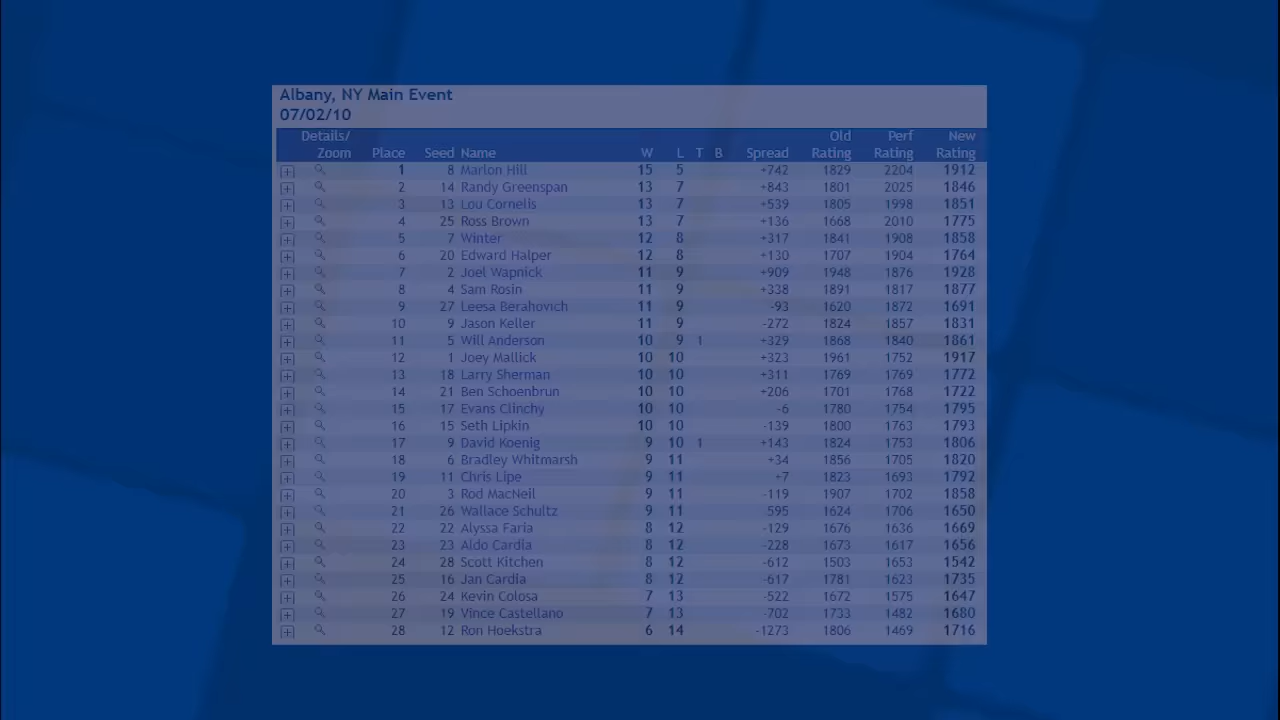 Albany, NY Main Event
07/02/10
Details/ Old Perf New
Zoom Place Seed Name W L T B Spread Rating Rating Rating
1 8 Marlon Hill 15 5 +742 1829 2204 1912
2 14 Randy Greenspan 13 7 +843 1801 2025 1846
3 13 Lou Cornelis 13 7 +539 1805 1998 1851
4 25 Ross Brown 13 7 +136 1668 2010 1775
5 7 Winter 12 8 +317 1841 1908 1858
6 20 Edward Halper 12 8 +130 1707 1904 1764
7 2 Joel Wapnick 11 9 +909 1948 1876 1928
8 4 Sam Rosin 11 9 +338 1891 1817 1877
9 27 Leesa Berahovich 11 9 -93 1620 1872 1691
10 9 Jason Keller 11 9 -272 1824 1857 1831
11 5 Will Anderson 10 9 1 +329 1868 1840 1861
12 1 Joey Mallick 10 10 +323 1961 1752 1917
13 18 Larry Sherman 10 10 +311 1769 1769 1772
14 21 Ben Schoenbrun 10 10 +206 1701 1768 1722
15 17 Evans Clinchy 10 10 -6 1780 1754 1795
16 15 Seth Lipkin 10 10 -139 1800 1763 1793
17 9 David Koenig 9 10 1 +143 1824 1753 1806
18 6 Bradley Whitmarsh 9 11 +34 1856 1705 1820
19 11 Chris Lipe 9 11 +7 1823 1693 1792
20 3 Rod MacNeil 9 11 -119 1907 1702 1858
21 26 Wallace Schultz 9 11 -595 1624 1706 1650
22 22 Alyssa Faria 8 12 -129 1676 1636 1669
23 23 Aldo Cardia 8 12 -228 1673 1617 1656
24 28 Scott Kitchen 8 12 -612 1503 1653 1542
25 16 Jan Cardia 8 12 -617 1781 1623 1735
26 24 Kevin Colosa 7 13 -522 1672 1575 1647
27 19 Vince Castellano 7 13 -702 1733 1482 1680
28 12 Ron Hoekstra 6 14 -1273 1806 1469 1716